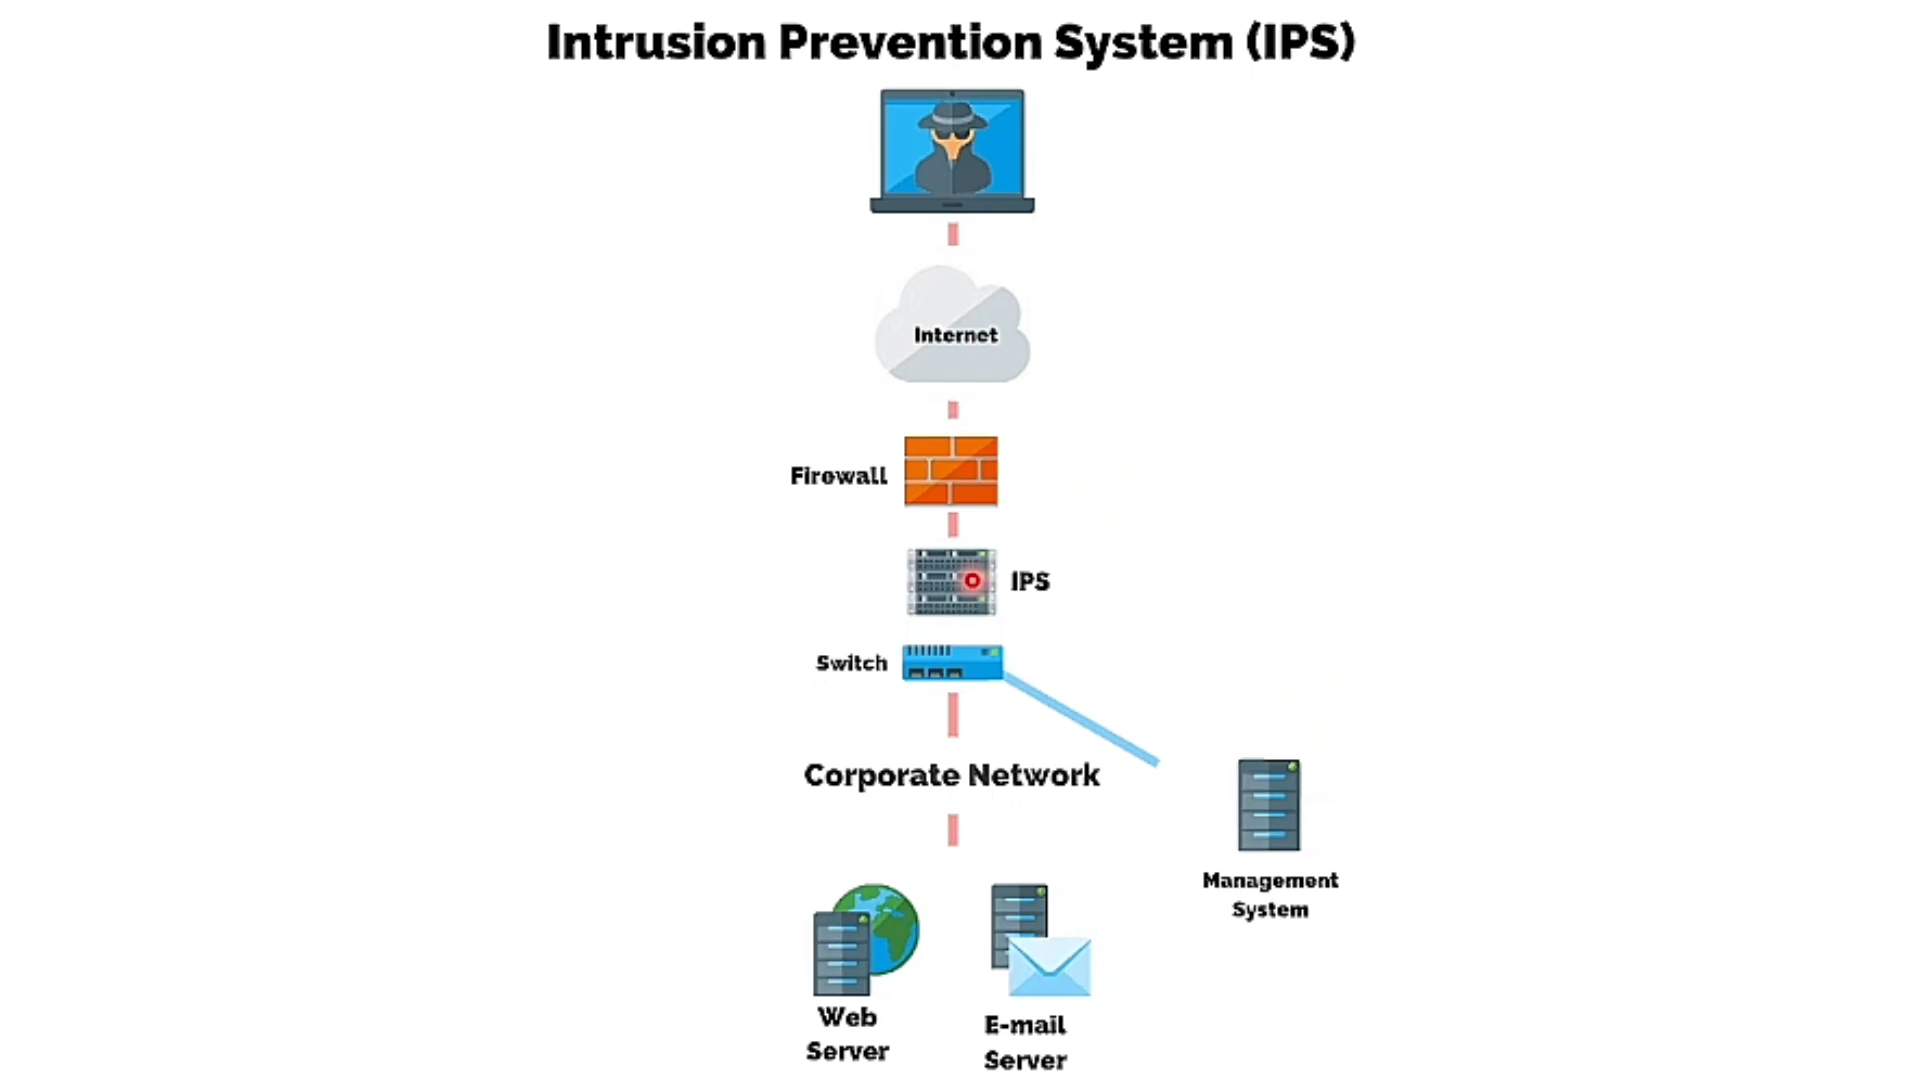 Intrusion Prevention System (IPS)
Internet
Firewall
IPS
Switch
Corporate Network
Management
System
Web
Server
E-mail
Server